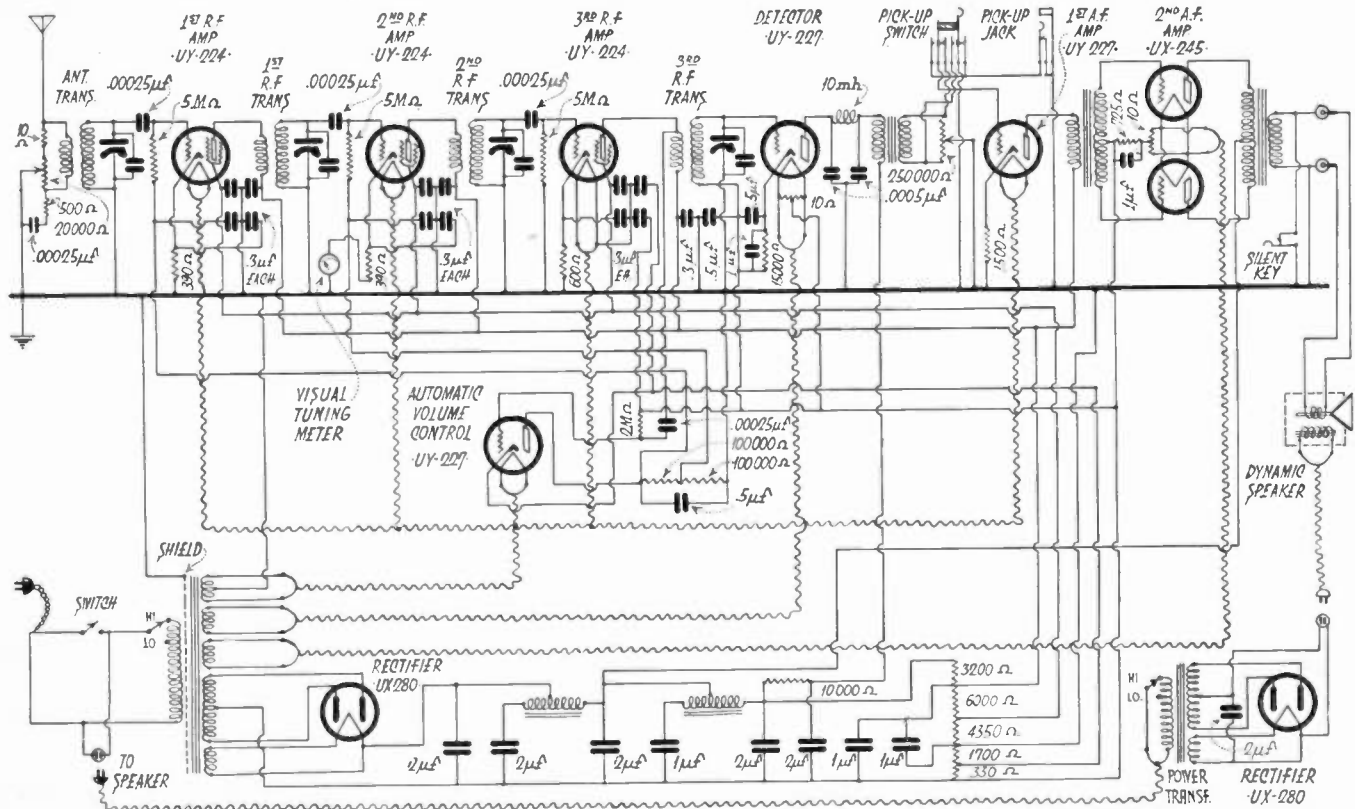 1ST R.F.
AMP
·UY·224·
2ND R.F.
AMP
·UY·224·
3RD R.F.
AMP
·UY·224·
DETECTOR
·UY·227·
PICK-UP
SWITCH
PICK-UP
JACK
1ST A.F.
AMP
UY 227·
2ND A.F.
AMP
·UX·245·
ANT.
TRANS.
.00025μf
5MΩ
1ST
R.F
TRANS
.00025μf
5MΩ
2ND
R.F
TRANS
.00025μf
5MΩ
3RD
R.F
TRANS
10mh
10
Ω
500Ω
20000Ω
.00025μf
390Ω
.3μf
EACH
390Ω
.3μf
EACH
600Ω
.3μf
EA
.3μf
.5μf
.1μf
.5μf
15000Ω
10Ω
250000Ω
.0005μf
1500Ω
725Ω
10Ω
1μf
SILENT
KEY
VISUAL
TUNING
METER
AUTOMATIC
VOLUME
CONTROL
·UY·227·
2MΩ
.00025μf
100000Ω
100000Ω
.5μf
DYNAMIC
SPEAKER
SHIELD
SWITCH
HI
LO
TO
SPEAKER
RECTIFIER
·UX280·
2μf
2μf
2μf
1μf
10000Ω
2μf
2μf
1μf
1μf
3200Ω
6000Ω
4350Ω
1700Ω
330Ω
HI
LO.
POWER
TRANSF.
2μf
RECTIFIER
·UX-280